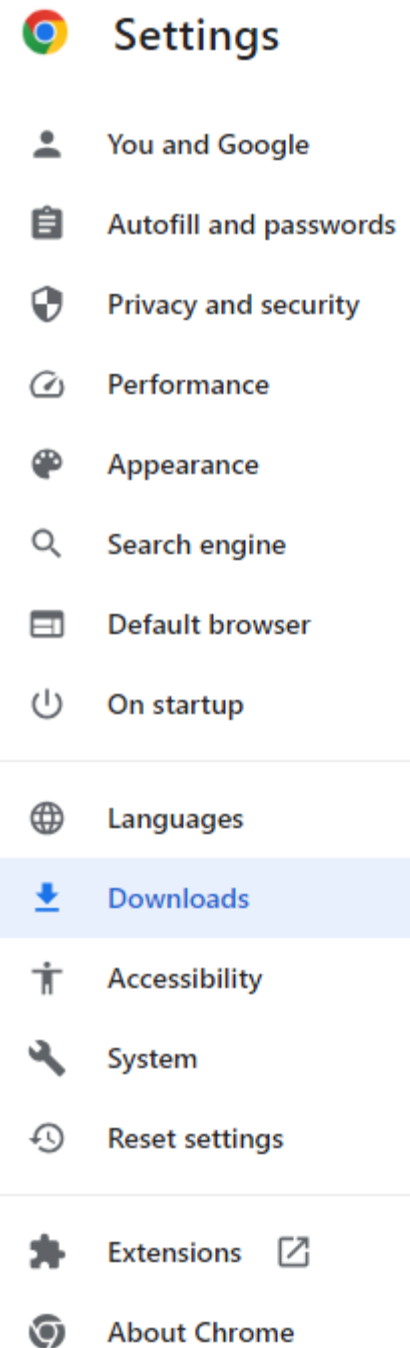 Settings
You and Google
Autofill and passwords
Privacy and security
Performance
Appearance
Search engine
Default browser
On startup
Languages
Downloads
Accessibility
System
Reset settings
Extensions
About Chrome